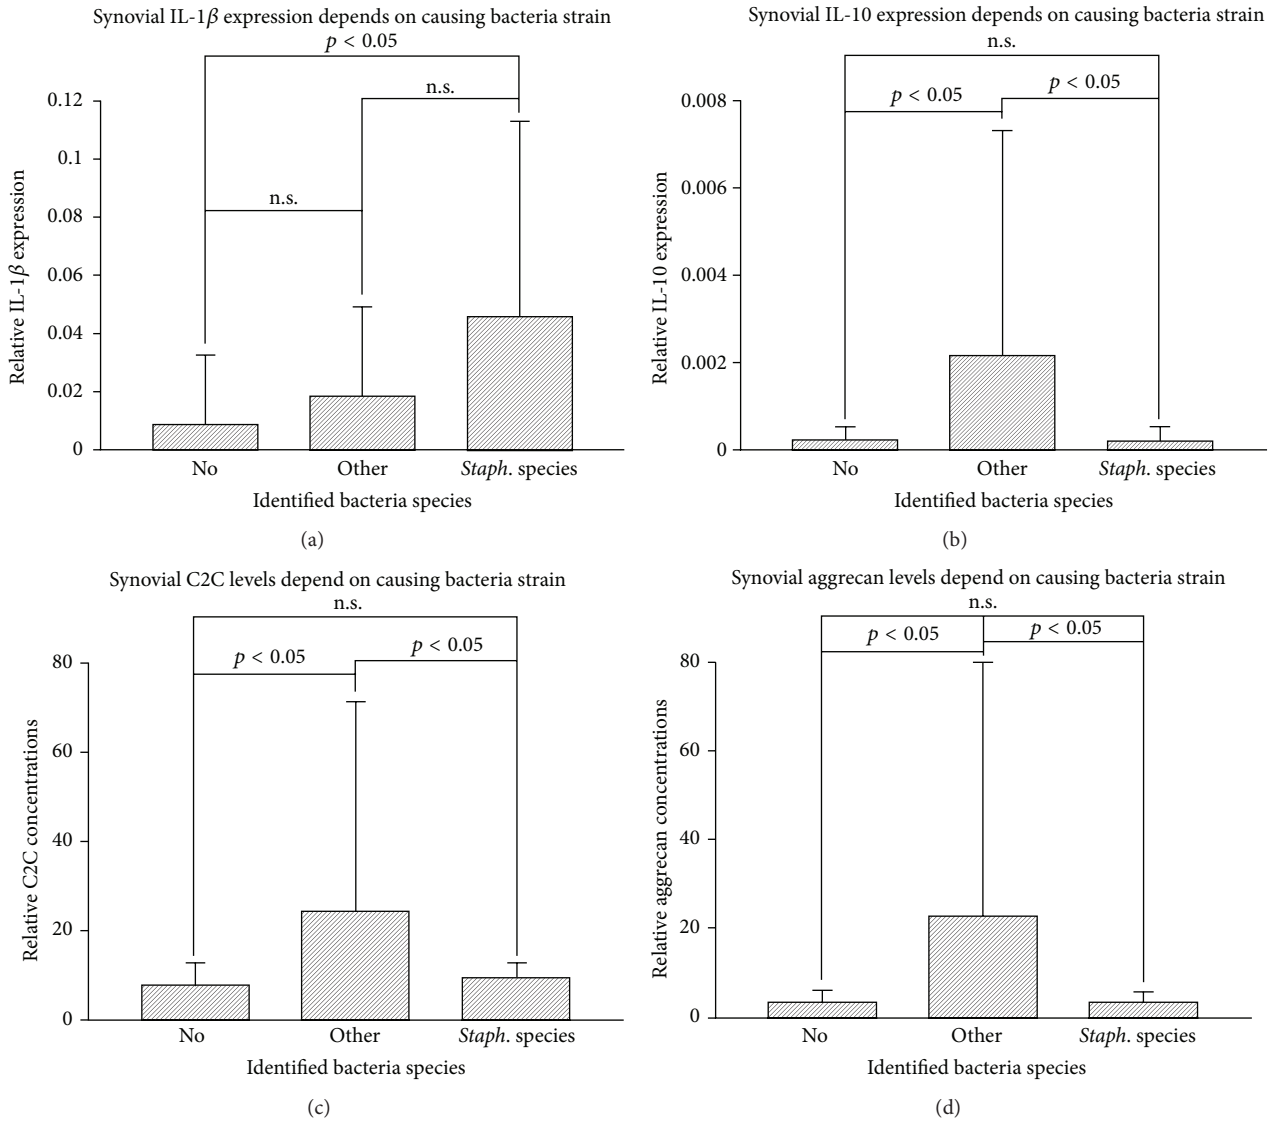 Synovial IL-1β expression depends on causing bacteria strain
p < 0.05
n.s.
n.s.
0.12
0.1
0.08
0.06
0.04
0.02
0
Relative IL-1β expression
No Other Staph. species
Identified bacteria species
(a)
Synovial IL-10 expression depends on causing bacteria strain
n.s.
p < 0.05 p < 0.05
0.008
0.006
0.004
0.002
0
Relative IL-10 expression
No Other Staph. species
Identified bacteria species
(b)
Synovial C2C levels depend on causing bacteria strain
n.s.
p < 0.05 p < 0.05
80
60
40
20
0
Relative C2C concentrations
No Other Staph. species
Identified bacteria species
(c)
Synovial aggrecan levels depend on causing bacteria strain
n.s.
p < 0.05 p < 0.05
80
60
40
20
0
Relative aggrecan concentrations
No Other Staph. species
Identified bacteria species
(d)